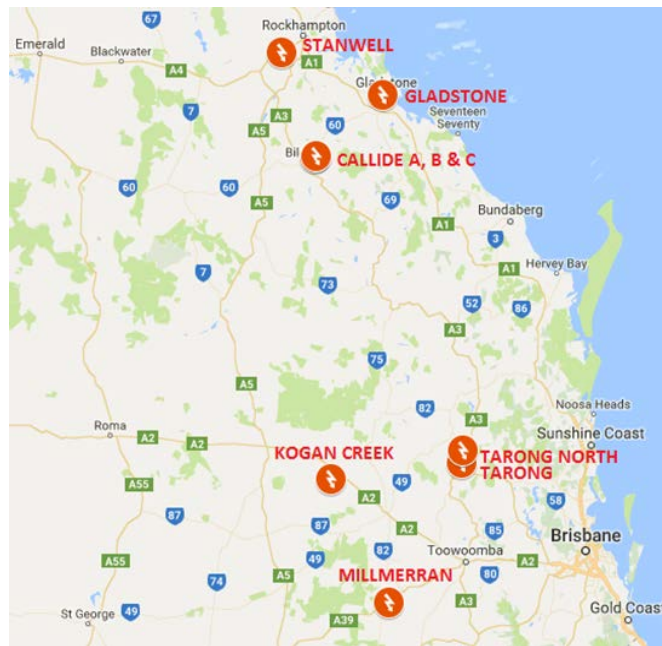 67
Rockhampton
Emerald
Blackwater
STANWELL
A4
A1
Gladstone
GLADSTONE
7
A3
A5
60
Seventeen
Seventy
Bil
CALLIDE A, B & C
60
60
A5
69
Bundaberg
A1
3
7
A1
Hervey Bay
73
52
86
A3
75
A5
82
A3
Noosa Heads
Roma
A2
A2
Sunshine Coast
KOGAN CREEK
TARONG NORTH
TARONG
A55
49
A2
58
87
87
85
Brisbane
A55
49
82
Toowoomba
A2
74
A5
80
MILLMERRAN
A3
St George
49
A39
Gold Coast